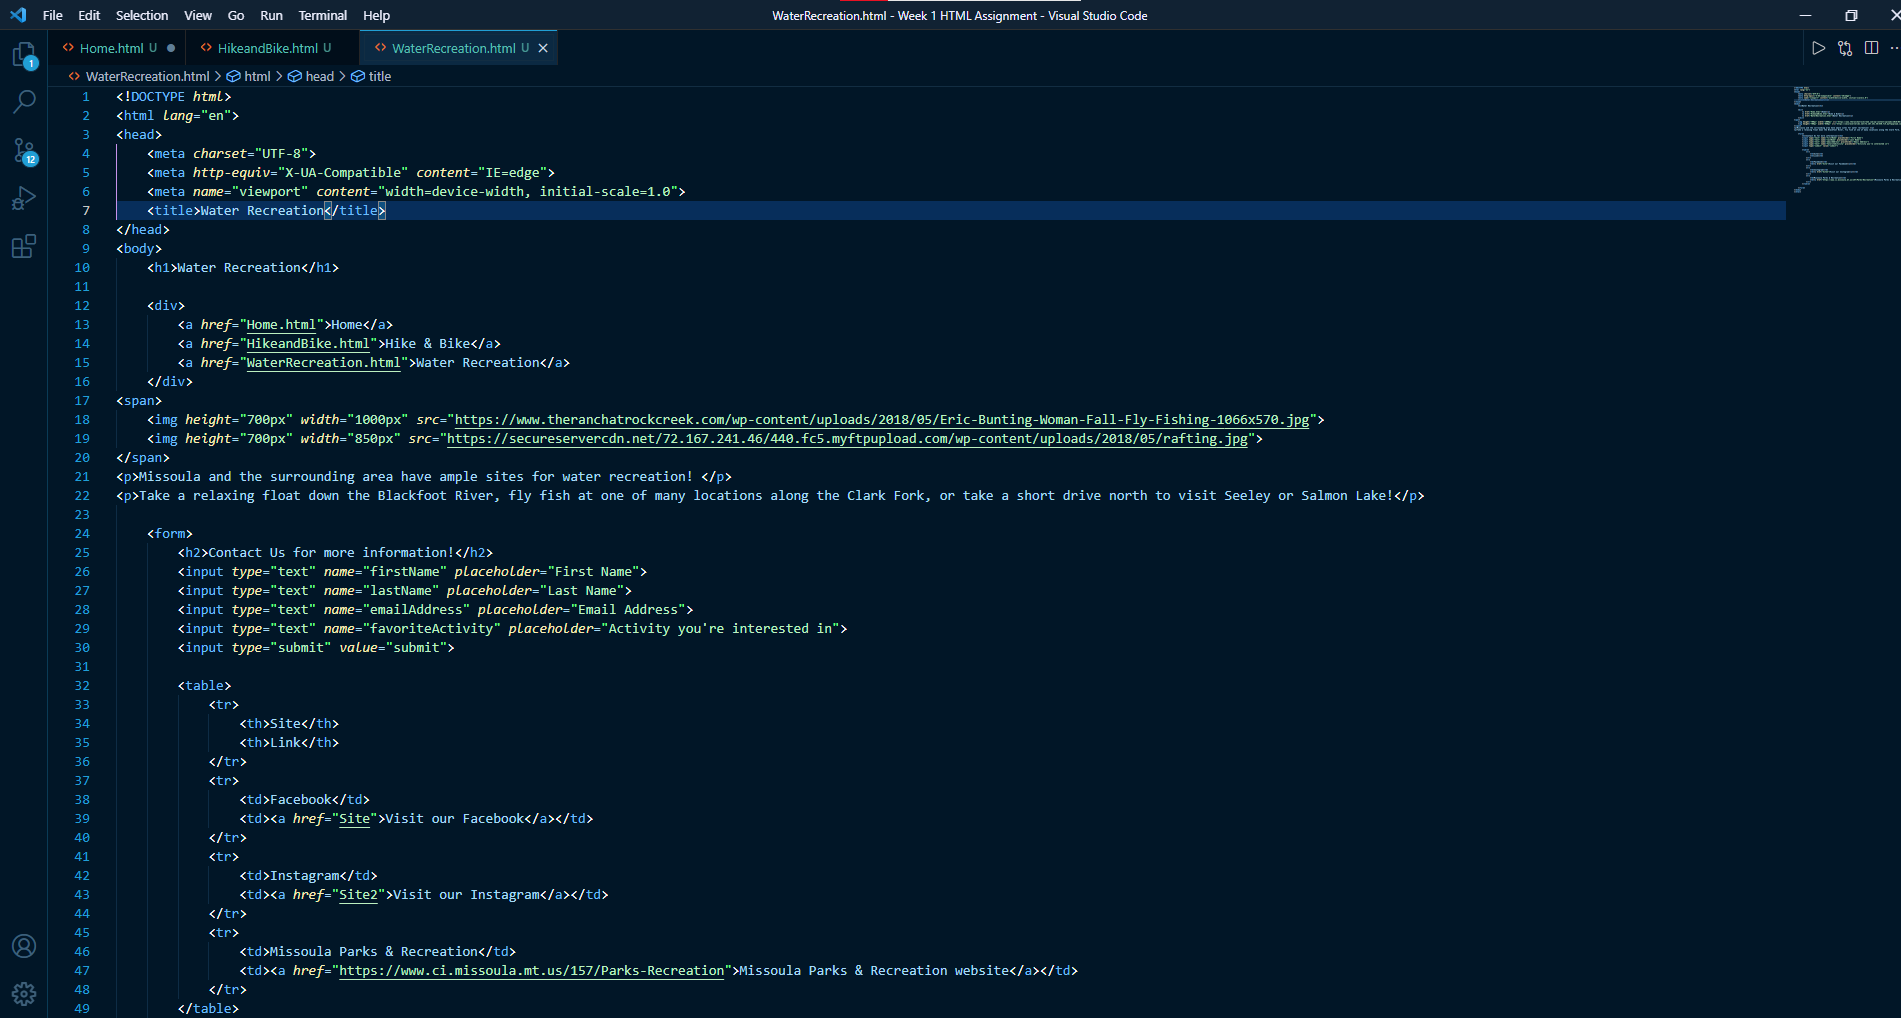 File Edit Selection View Go Run Terminal Help
WaterRecreation.html - Week 1 HTML Assignment - Visual Studio Code
Home.html U
HikeandBike.html U
WaterRecreation.html U
WaterRecreation.html > html > head > title
1
12
1 <!DOCTYPE html>
2 <html lang="en">
3 <head>
4 <meta charset="UTF-8">
5 <meta http-equiv="X-UA-Compatible" content="IE=edge">
6 <meta name="viewport" content="width=device-width, initial-scale=1.0">
7 <title>Water Recreation</title>
8 </head>
9 <body>
10 <h1>Water Recreation</h1>
11
12 <div>
13 <a href="Home.html">Home</a>
14 <a href="HikeandBike.html">Hike & Bike</a>
15 <a href="WaterRecreation.html">Water Recreation</a>
16 </div>
17 <span>
18 <img height="700px" width="1000px" src="https://www.theranchatrockcreek.com/wp-content/uploads/2018/05/Eric-Bunting-Woman-Fall-Fly-Fishing-1066x570.jpg">
19 <img height="700px" width="850px" src="https://secureservercdn.net/72.167.241.46/440.fc5.myftpupload.com/wp-content/uploads/2018/05/rafting.jpg">
20 </span>
21 <p>Missoula and the surrounding area have ample sites for water recreation! </p>
22 <p>Take a relaxing float down the Blackfoot River, fly fish at one of many locations along the Clark Fork, or take a short drive north to visit Seeley or Salmon Lake!</p>
23
24 <form>
25 <h2>Contact Us for more information!</h2>
26 <input type="text" name="firstName" placeholder="First Name">
27 <input type="text" name="lastName" placeholder="Last Name">
28 <input type="text" name="emailAddress" placeholder="Email Address">
29 <input type="text" name="favoriteActivity" placeholder="Activity you're interested in">
30 <input type="submit" value="submit">
31
32 <table>
33 <tr>
34 <th>Site</th>
35 <th>Link</th>
36 </tr>
37 <tr>
38 <td>Facebook</td>
39 <td><a href="Site">Visit our Facebook</a></td>
40 </tr>
41 <tr>
42 <td>Instagram</td>
43 <td><a href="Site2">Visit our Instagram</a></td>
44 </tr>
45 <tr>
46 <td>Missoula Parks & Recreation</td>
47 <td><a href="https://www.ci.missoula.mt.us/157/Parks-Recreation">Missoula Parks & Recreation website</a></td>
48 </tr>
49 </table>